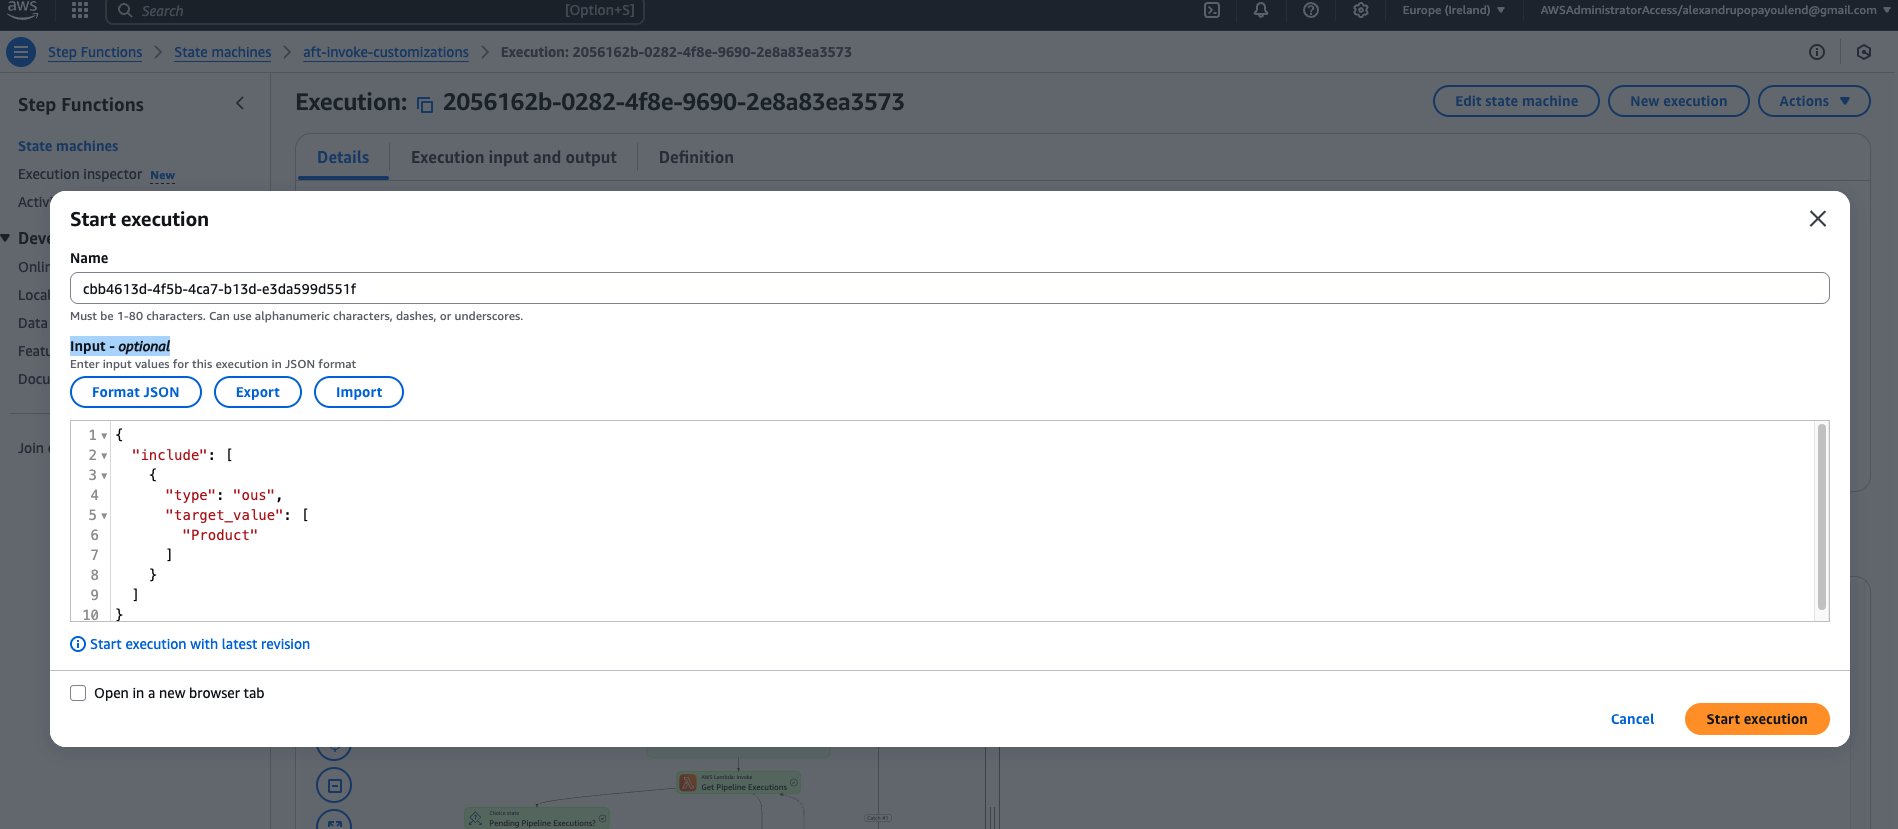 aws
Search [Option+S] Europe (Ireland) AWSAdministratorAccess/alexandrupopayoulend@gmail.com
Step Functions State machines aft-invoke-customizations Execution: 2056162b-0282-4f8e-9690-2e8a83ea3573
Step Functions
State machines
Execution inspector New
Activ
Deve
Onlin
Local
Data
Featu
Docu
Join
Execution: 2056162b-0282-4f8e-9690-2e8a83ea3573
Edit state machine New execution Actions
Details Execution input and output Definition
Start execution
Name
cbb4613d-4f5b-4ca7-b13d-e3da599d551f
Must be 1-80 characters. Can use alphanumeric characters, dashes, or underscores.
Input - optional
Enter input values for this execution in JSON format
Format JSON Export Import
1 {
2 "include": [
3 {
4 "type": "ous",
5 "target_value": [
6 "Product"
7 ]
8 }
9 ]
10 }
Start execution with latest revision
Open in a new browser tab
Cancel Start execution
AWS Lambda: Invoke
Get Pipeline Executions
Choice state
Pending Pipeline Executions?
Catch #1